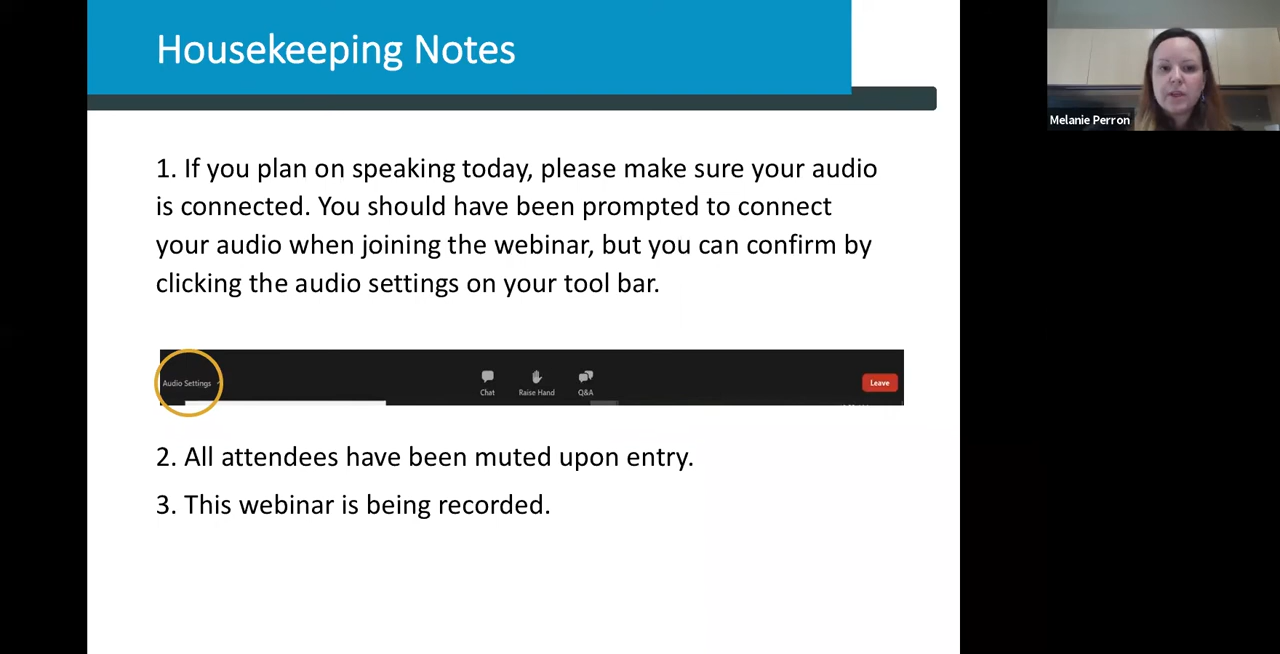 Housekeeping Notes
Melanie Perron
1. If you plan on speaking today, please make sure your audio
is connected. You should have been prompted to connect
your audio when joining the webinar, but you can confirm by
clicking the audio settings on your tool bar.
Audio Settings
Chat
Raise Hand
Q&A
Leave
2. All attendees have been muted upon entry.
3. This webinar is being recorded.